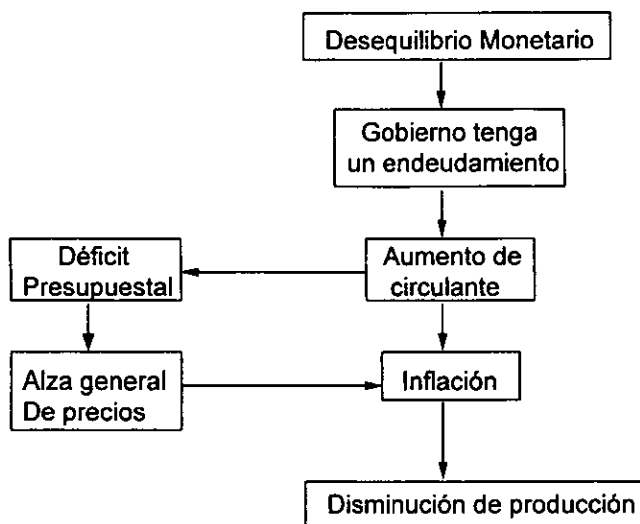 Desequilibrio Monetario
Gobierno tenga
un endeudamiento
Aumento de
circulante
Déficit
Presupuestal
Alza general
De precios
Inflación
Disminución de producción